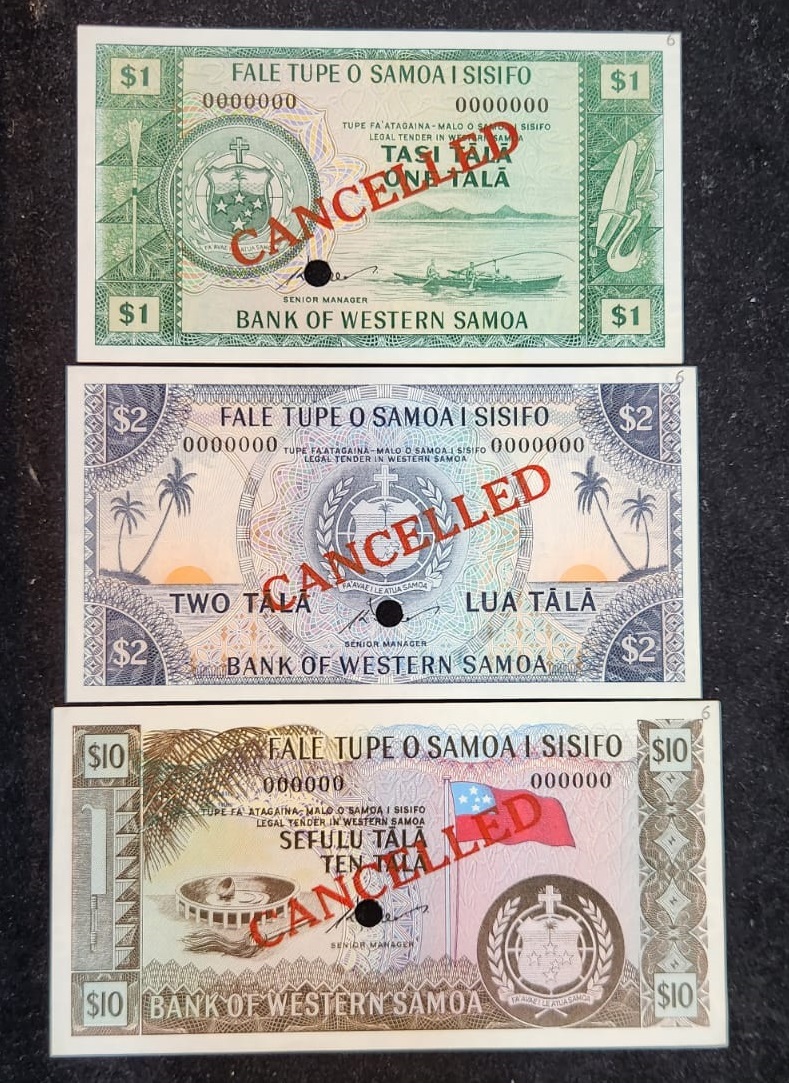 6
$1
FALE TUPE O SAMOA I SISIFO
$1
0000000
0000000
TUPE FA'ATAGAINA-MALO O SAMOA I SISIFO
LEGAL TENDER IN WESTERN SAMOA
TASI TĀLĀ
ONE TĀLĀ
CANCELLED
SENIOR MANAGER
$1
BANK OF WESTERN SAMOA
$1
6
$2
FALE TUPE O SAMOA I SISIFO
$2
0000000
0000000
TUPE FA'ATAGAINA-MALO O SAMOA I SISIFO
LEGAL TENDER IN WESTERN SAMOA
CANCELLED
FA'AVAE I LE ATUA SAMOA
TWO TĀLĀ
LUA TĀLĀ
SENIOR MANAGER
$2
BANK OF WESTERN SAMOA
$2
6
$10
FALE TUPE O SAMOA I SISIFO
$10
000000
000000
TUPE FA'ATAGAINA-MALO O SAMOA I SISIFO
LEGAL TENDER IN WESTERN SAMOA
SEFULU TĀLĀ
TEN TĀLĀ
CANCELLED
SENIOR MANAGER
FA'AVAE I LE ATUA SAMOA
$10
BANK OF WESTERN SAMOA
$10